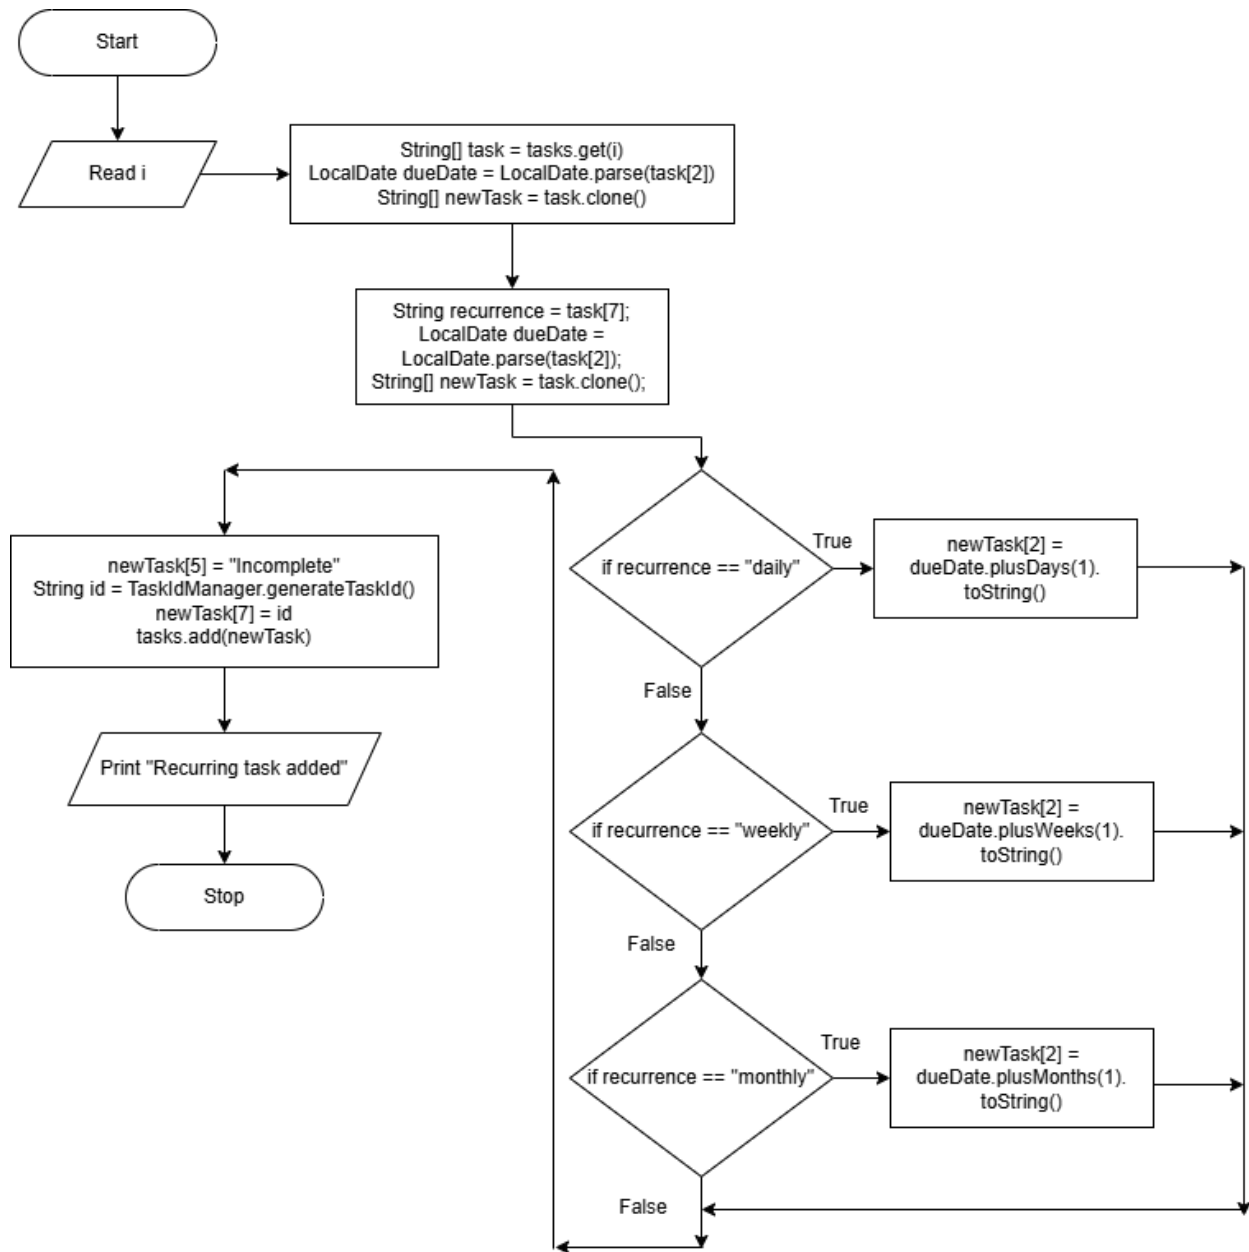 Start
Read i
String[] task = tasks.get(i)
LocalDate dueDate = LocalDate.parse(task[2])
String[] newTask = task.clone()
String recurrence = task[7];
LocalDate dueDate =
LocalDate.parse(task[2]);
String[] newTask = task.clone();
if recurrence == "daily"
True
newTask[2] =
dueDate.plusDays(1).
toString()
False
if recurrence == "weekly"
True
newTask[2] =
dueDate.plusWeeks(1).
toString()
False
if recurrence == "monthly"
True
newTask[2] =
dueDate.plusMonths(1).
toString()
False
newTask[5] = "Incomplete"
String id = TaskIdManager.generateTaskId()
newTask[7] = id
tasks.add(newTask)
Print "Recurring task added"
Stop